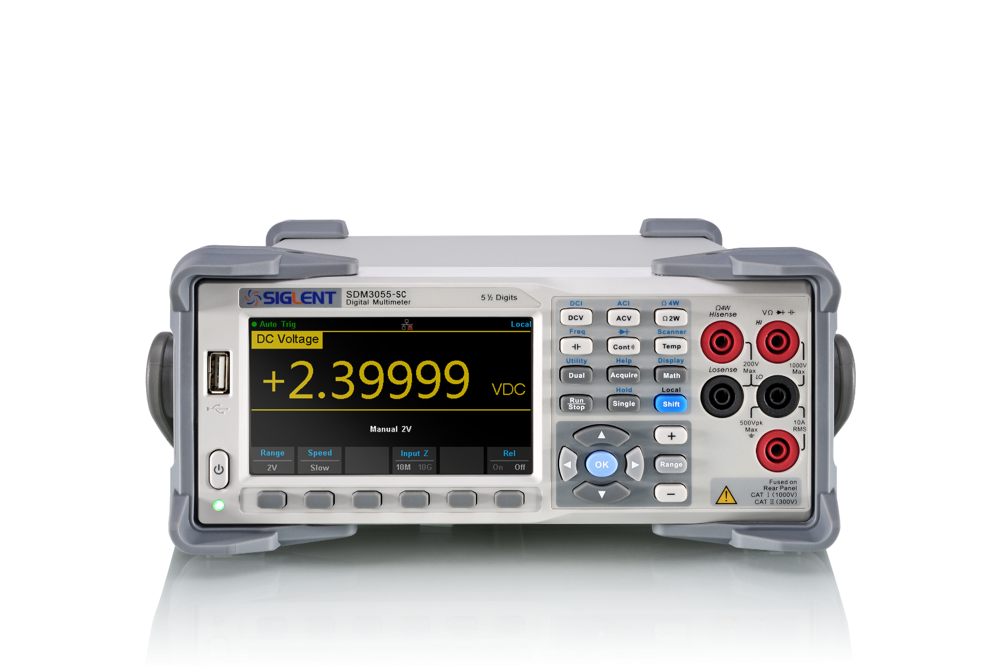 SIGLENT
SDM3055-SC
Digital Multimeter
5 ½ Digits
Auto Trig
Local
DC Voltage
+2.39999
VDC
Manual 2V
Range
Speed
Input Z
Rel
2V
Slow
10M 10G
On Off
DCI
ACI
Ω 4W
DCV
ACV
Ω 2W
Freq
Scanner
Cont
Temp
Utility
Help
Display
Dual
Acquire
Math
Hold
Local
Run
Stop
Single
Shift
+
OK
Range
−
Ω4W
Hisense
VΩ
HI
200V
Max
1000V
Max
Losense
LO
500Vpk
Max
10A
RMS
Fused on
Rear Panel
CAT I (1000V)
CAT II (300V)